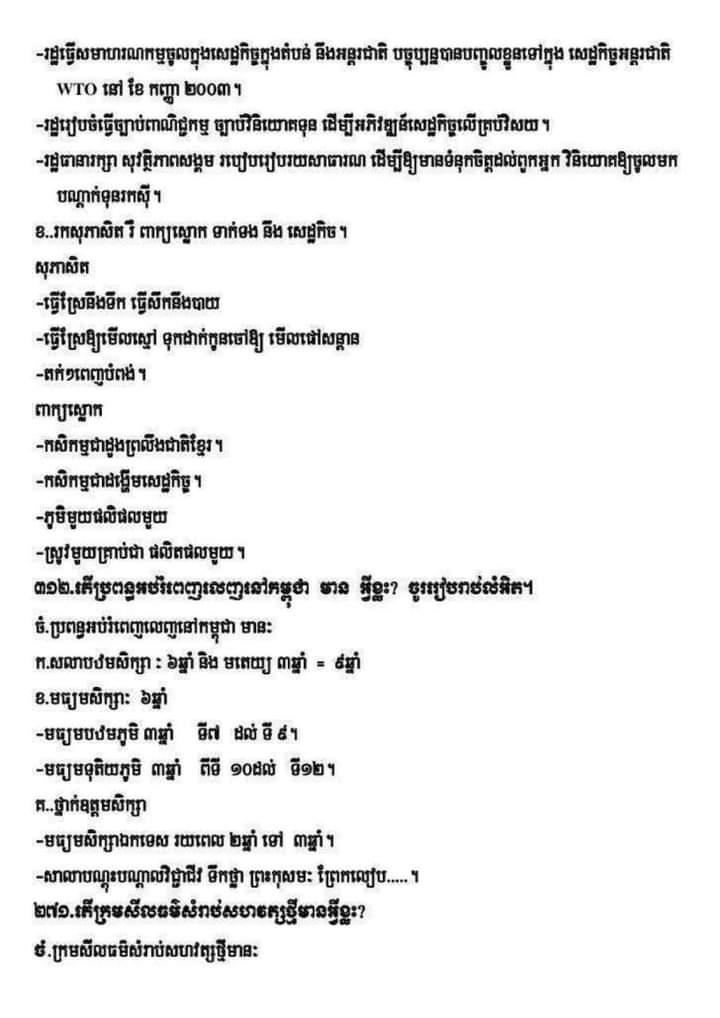 -រដ្ឋធ្វើសមាហរណកម្មចូលក្នុងសេដ្ឋកិច្ចក្នុងតំបន់ នឹងអន្តរជាតិ បច្ចុប្បន្នបានបញ្ចូលខ្លួនទៅក្នុង សេដ្ឋកិច្ចអន្តរជាតិ
WTO នៅ ខែ កញ្ញា ២០០៣។
-រដ្ឋរៀបចំធ្វើច្បាប់ពាណិជ្ជកម្ម ច្បាប់វិនិយោគទុន ដើម្បីអភិវឌ្ឍន៍សេដ្ឋកិច្ចលើគ្រប់វិស័យ។
-រដ្ឋធានារក្សា សុវត្ថិភាពសង្គម របៀបរៀបរយសាធារណ ដើម្បីឱ្យមានទំនុកចិត្តដល់ពួកអ្នក វិនិយោគឱ្យចូលមក
បណ្តាក់ទុនរកស៊ី។
ខ..រកសុភាសិត រឺ ពាក្យស្លោក ទាក់ទង នឹង សេដ្ឋកិច។
សុភាសិត
-ធ្វើស្រែនឹងទឹក ធ្វើសឹកនឹងបាយ
-ធ្វើស្រែឱ្យមើលស្មៅ ទុកដាក់កូនចៅឱ្យ មើលផៅសន្តាន
-តក់ៗពេញបំពង់។
ពាក្យស្លោក
-កសិកម្មជាដួងព្រលឹងជាតិខ្មែរ។
-កសិកម្មជាដង្ហើមសេដ្ឋកិច្ច។
-ភូមិមួយផលិផលមួយ
-ស្រូវមួយគ្រាប់ជា ផលិតផលមួយ។
៣១២.តើប្រពន្ធអប់រំពេញលេញនៅកម្ពុជា មាន អ្វីខ្លះ? ចូររៀបរាប់លំអិត។
ចំ.ប្រពន្ធអប់រំពេញលេញនៅកម្ពុជា មានៈ
ក.សលាបឋមសិក្សា : ៦ឆ្នាំ និង មតេយ្យ ៣ឆ្នាំ = ៩ឆ្នាំ
ខ.មធ្យមសិក្សាៈ ៦ឆ្នាំ
-មធ្យមបឋមភូមិ ៣ឆ្នាំ ទី៧ ដល់ ទី ៩។
-មធ្យមទុតិយភូមិ ៣ឆ្នាំ ពីទី ១០ដល់ ទី១២។
គ..ថ្នាក់ឧត្តមសិក្សា
-មធ្យមសិក្សាឯកទេស រយពេល ២ឆ្នាំ ទៅ ៣ឆ្នាំ។
-សាលាបណ្តុះបណ្តាលវិជ្ជាជីវ ទឹកថ្លា ព្រះកុសមៈ ព្រែកលៀប.....។
២៧១.តើក្រមសីលធម៌សំរាប់សហវត្សថ្មីមានអ្វីខ្លះ?
ចំ.ក្រមសីលធម៌សំរាប់សហវត្សថ្មីមានៈ